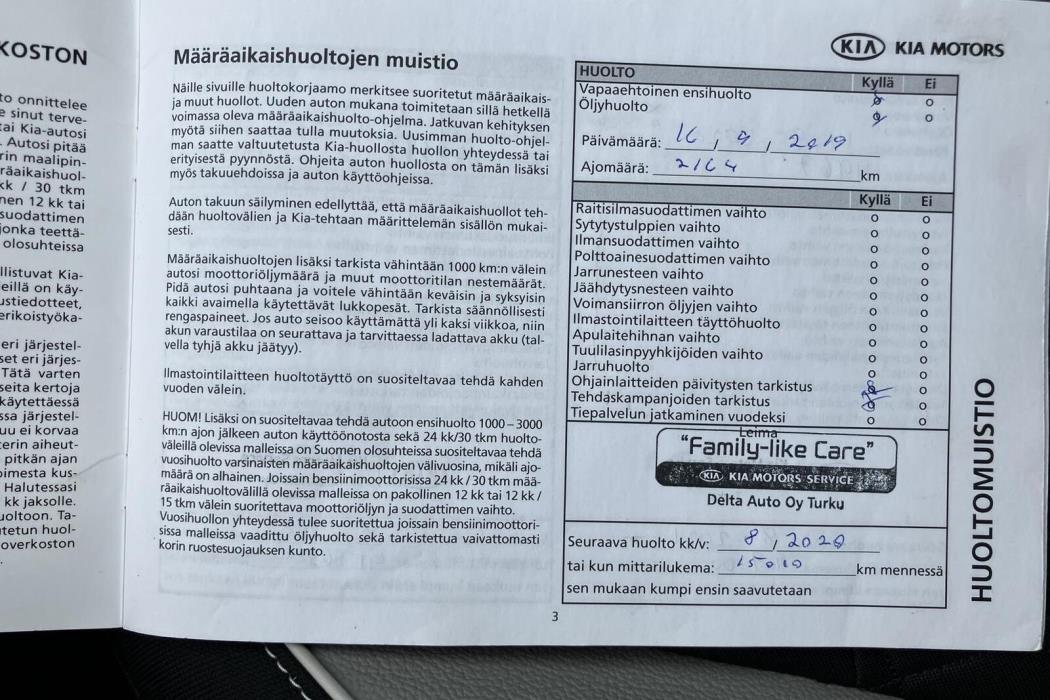 KOSTON
to onnittelee
e sinut terve-
tai Kia-autosi
. Autosi pitää
rin maalipin-
räaikaishuol-
kk / 30 tkm
nen 12 kk tai
suodattimen
jonka teettä-
olosuhteissa
llistuvat Kia-
eillä on käy-
ustiedotteet,
erikoistyöka-
eri järjestel-
set eri järjes-
Tätä varten
seita kertoja
käytettäessä
ssa järjestel-
uu ei korvaa
terin aiheut-
pitkän ajan
oimesta kus-
Halutessasi
kk jaksolle.
uoltoon. Ta-
utetun huol-
overkoston
Määräaikaishuoltojen muistio
Näille sivuille huoltokorjaamo merkitsee suoritetut määräaikais-
ja muut huollot. Uuden auton mukana toimitetaan sillä hetkellä
voimassa oleva määräaikaishuolto-ohjelma. Jatkuvan kehityksen
myötä siihen saattaa tulla muutoksia. Uusimman huolto-ohjel-
man saatte valtuutetusta Kia-huollosta huollon yhteydessä tai
erityisestä pyynnöstä. Ohjeita auton huollosta on tämän lisäksi
myös takuuehdoissa ja auton käyttöohjeissa.
Auton takuun säilyminen edellyttää, että määräaikaishuollot teh-
dään huoltovälien ja Kia-tehtaan määrittelemän sisällön mukai-
sesti.
Määräaikaishuoltojen lisäksi tarkista vähintään 1000 km:n välein
autosi moottoriöljymäärä ja muut moottoritilan nestemäärät.
Pidä autosi puhtaana ja voitele vähintään keväisin ja syksyisin
kaikki avaimella käytettävät lukkopesät. Tarkista säännöllisesti
rengaspaineet. Jos auto seisoo käyttämättä yli kaksi viikkoa, niin
akun varaustilaa on seurattava ja tarvittaessa ladattava akku (tal-
vella tyhjä akku jäätyy).
Ilmastointilaitteen huoltotäyttö on suositeltavaa tehdä kahden
vuoden välein.
HUOM! Lisäksi on suositeltavaa tehdä autoon ensihuolto 1000 – 3000
km:n ajon jälkeen auton käyttöönotosta sekä 24 kk/30 tkm huolto-
väleillä olevissa malleissa on Suomen olosuhteissa suositeltavaa tehdä
vuosihuolto varsinaisten määräaikaishuoltojen välivuosina, mikäli ajo-
määrä on alhainen. Joissain bensiinimoottorisissa 24 kk / 30 tkm mää-
räaikaishuoltovälillä olevissa malleissa on pakollinen 12 kk tai 12 kk /
15 tkm välein suoritettava moottoriöljyn ja suodattimen vaihto.
Vuosihuollon yhteydessä tulee suoritettua joissain bensiinimoottori-
sissa malleissa vaadittu öljyhuolto sekä tarkistettua vaivattomasti
korin ruostesuojauksen kunto.
3
KIA KIA MOTORS
HUOLTO Kyllä Ei
Vapaaehtoinen ensihuolto o o
Öljyhuolto o o
Päivämäärä: 16 / 9 / 2019
Ajomäärä: 2164 km
Kyllä Ei
Raitisilmasuodattimen vaihto o o
Sytytystulppien vaihto o o
Ilmansuodattimen vaihto o o
Polttoainesuodattimen vaihto o o
Jarrunesteen vaihto o o
Jäähdytysnesteen vaihto o o
Voimansiirron öljyjen vaihto o o
Ilmastointilaitteen täyttöhuolto o o
Apulaitehihnan vaihto o o
Tuulilasinpyyhkijöiden vaihto o o
Jarruhuolto o o
Ohjainlaitteiden päivitysten tarkistus o o
Tehdaskampanjoiden tarkistus o o
Tiepalvelun jatkaminen vuodeksi o o
Leima
"Family-like Care"
KIA KIA MOTORS SERVICE
Delta Auto Oy Turku
Seuraava huolto kk/v: 8 / 2020
tai kun mittarilukema: 15000 km mennessä
sen mukaan kumpi ensin saavutetaan
HUOLTOMUISTIO